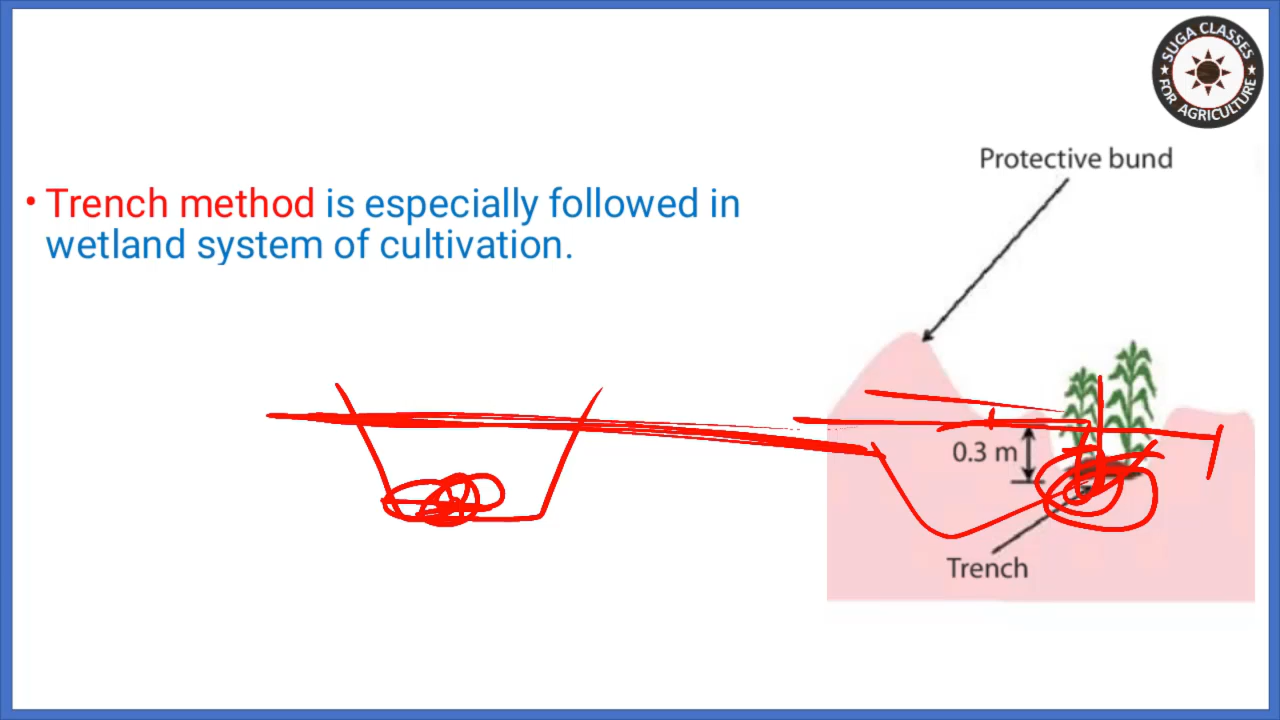 SUGA CLASSES
FOR AGRICULTURE
Protective bund
• Trench method is especially followed in
wetland system of cultivation.
0.3 m
Trench